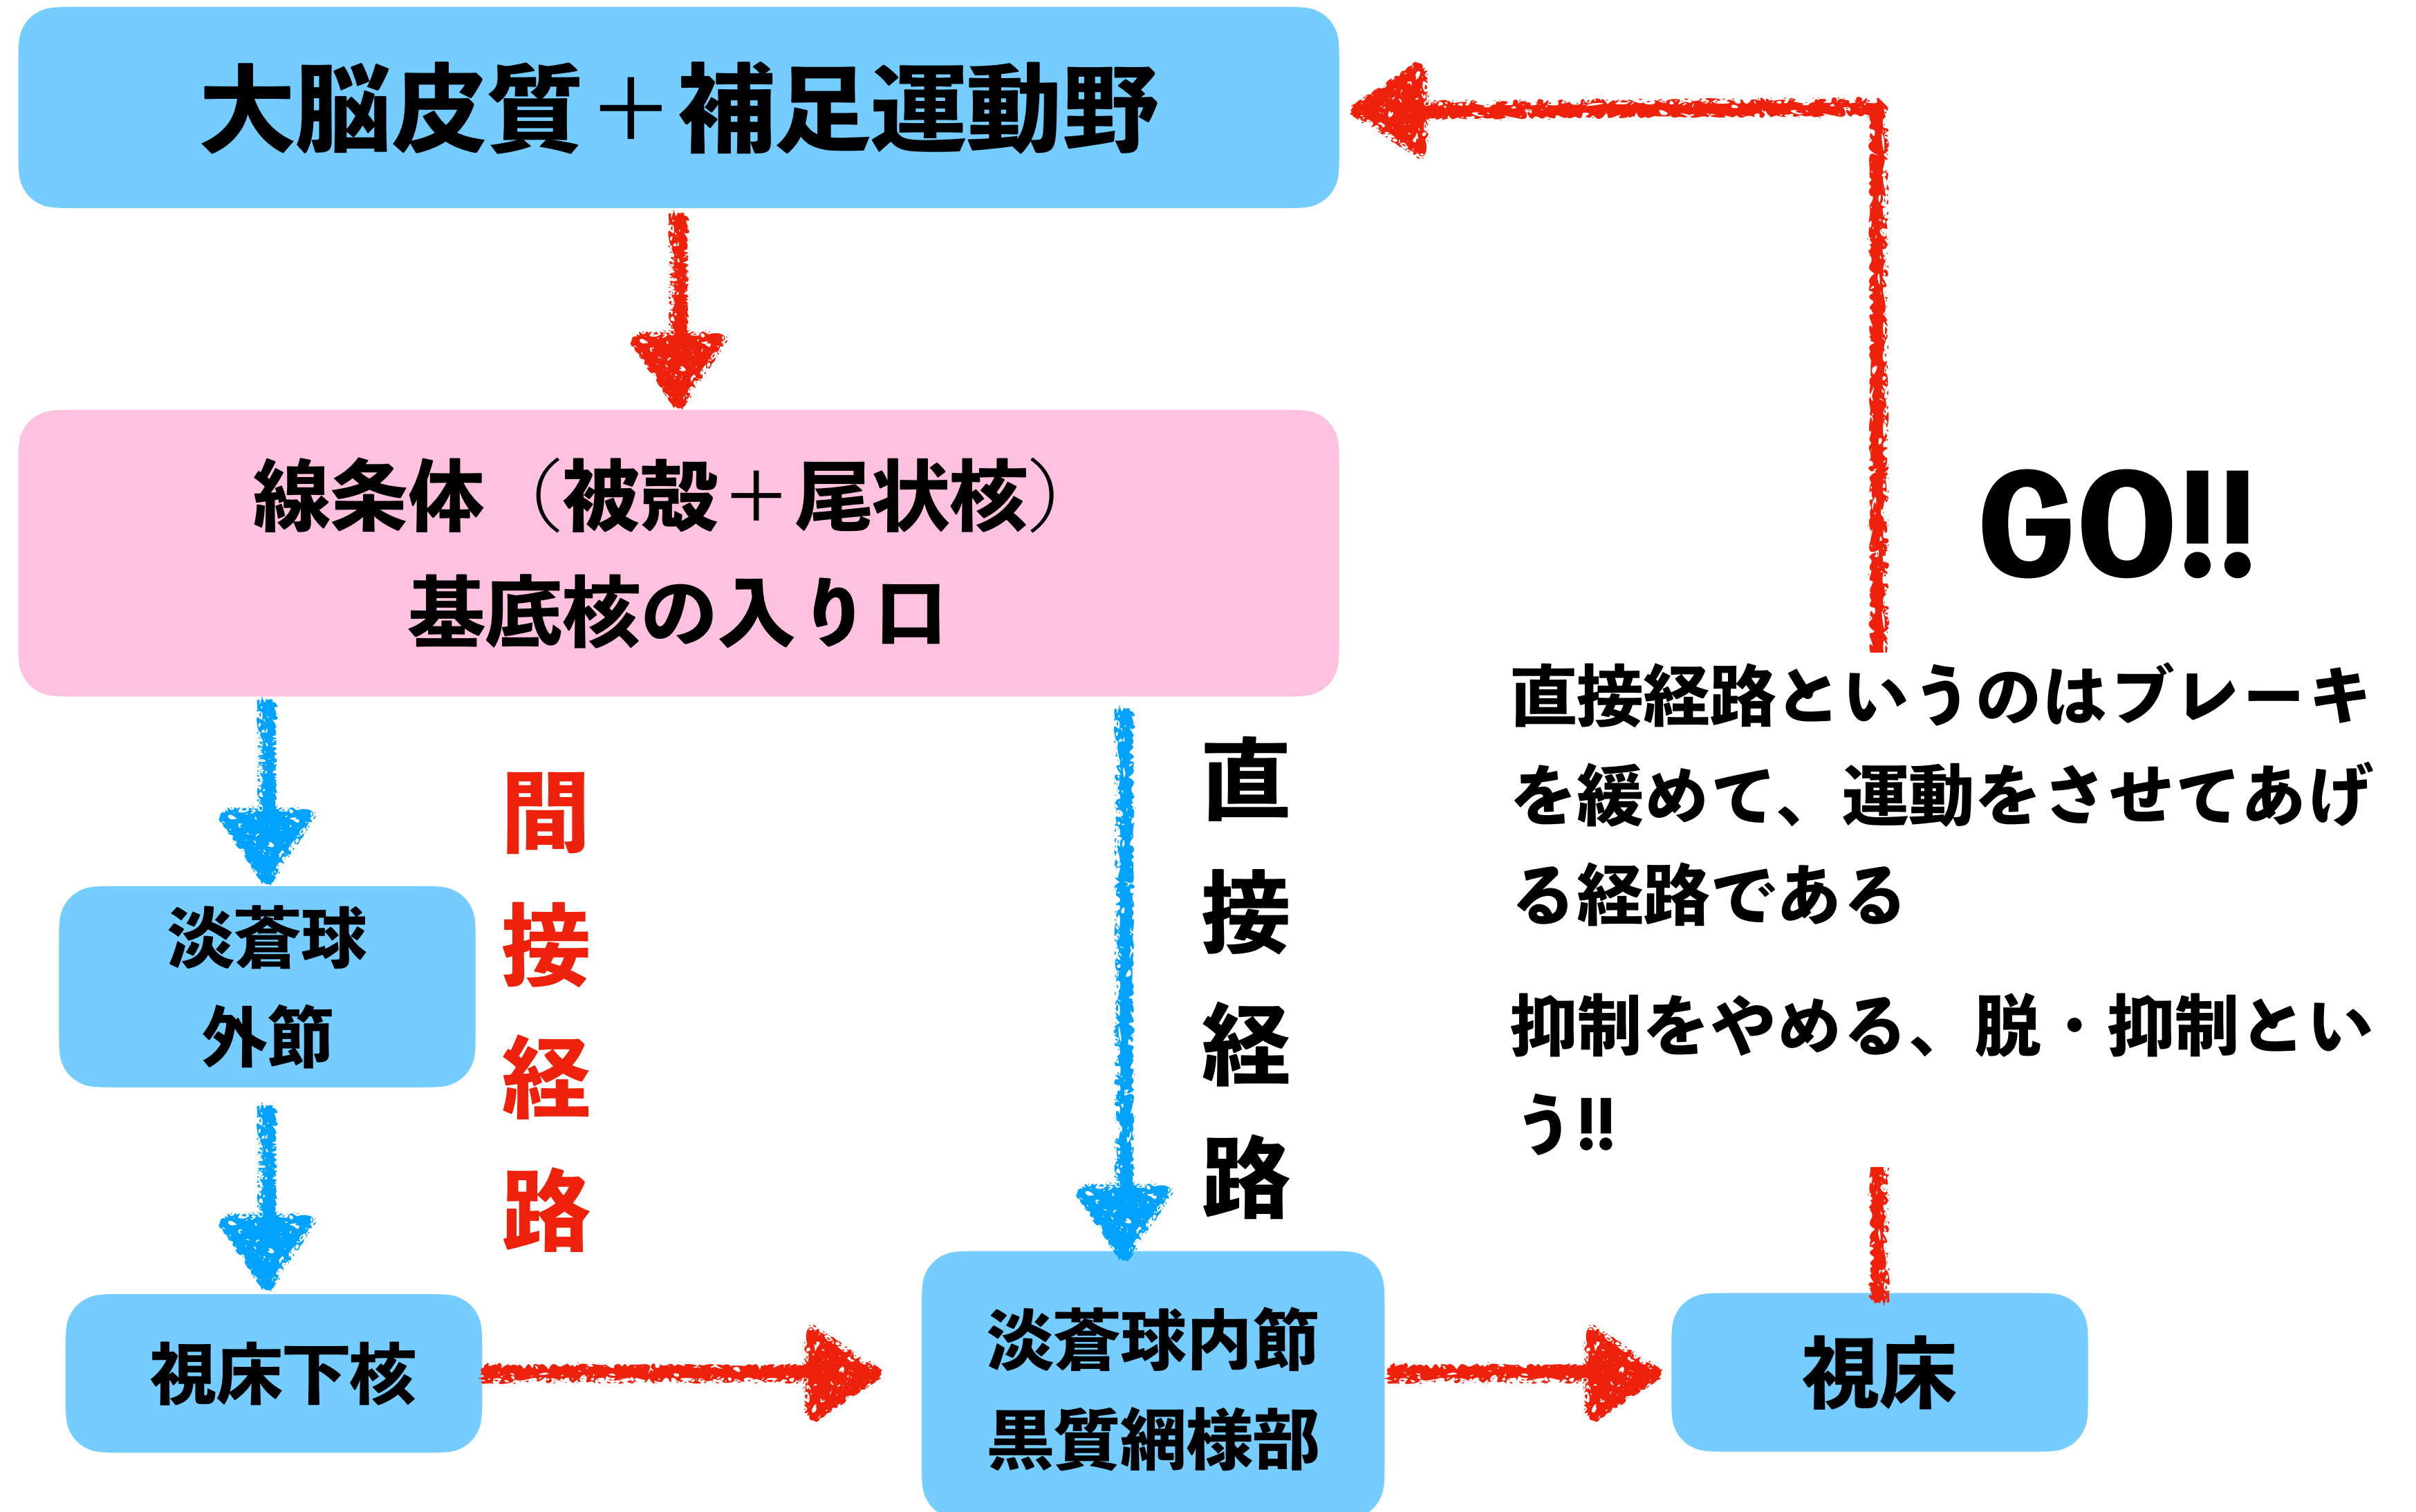 大脳皮質＋補足運動野
線条体（被殻＋尾状核）
基底核の入り口
GO!!
直接経路というのはブレーキ
を緩めて、運動をさせてあげ
る経路である
抑制をやめる、脱・抑制とい
う!!
間接経路
直接経路
淡蒼球
外節
視床下核
淡蒼球内節
黒質網様部
視床